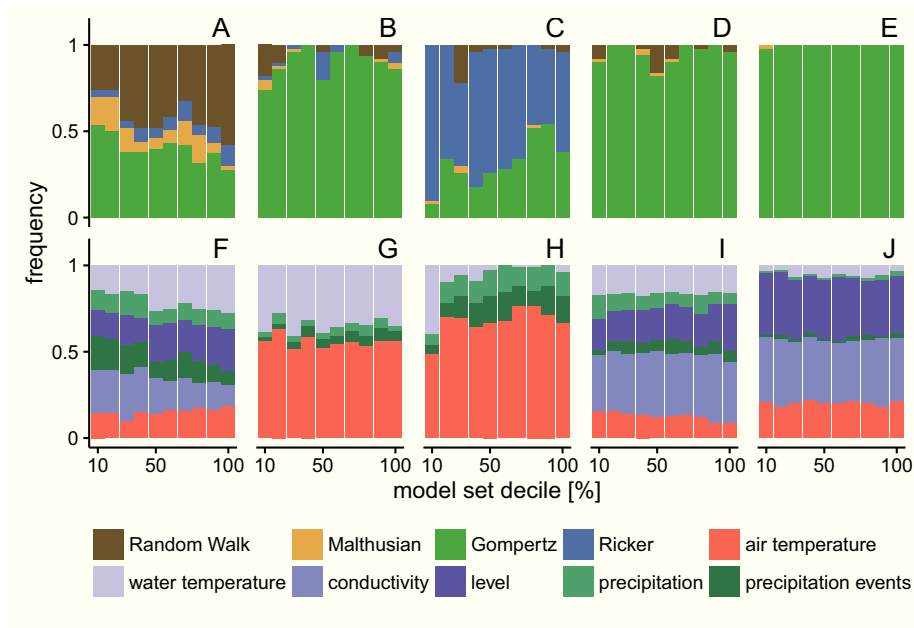 A B C D E
1
0.5
0
frequency
F G H I J
1
0.5
0
10 50 100 10 50 100 10 50 100 10 50 100 10 50 100
model set decile [%]
Random Walk Malthusian Gompertz Ricker air temperature
water temperature conductivity level precipitation precipitation events